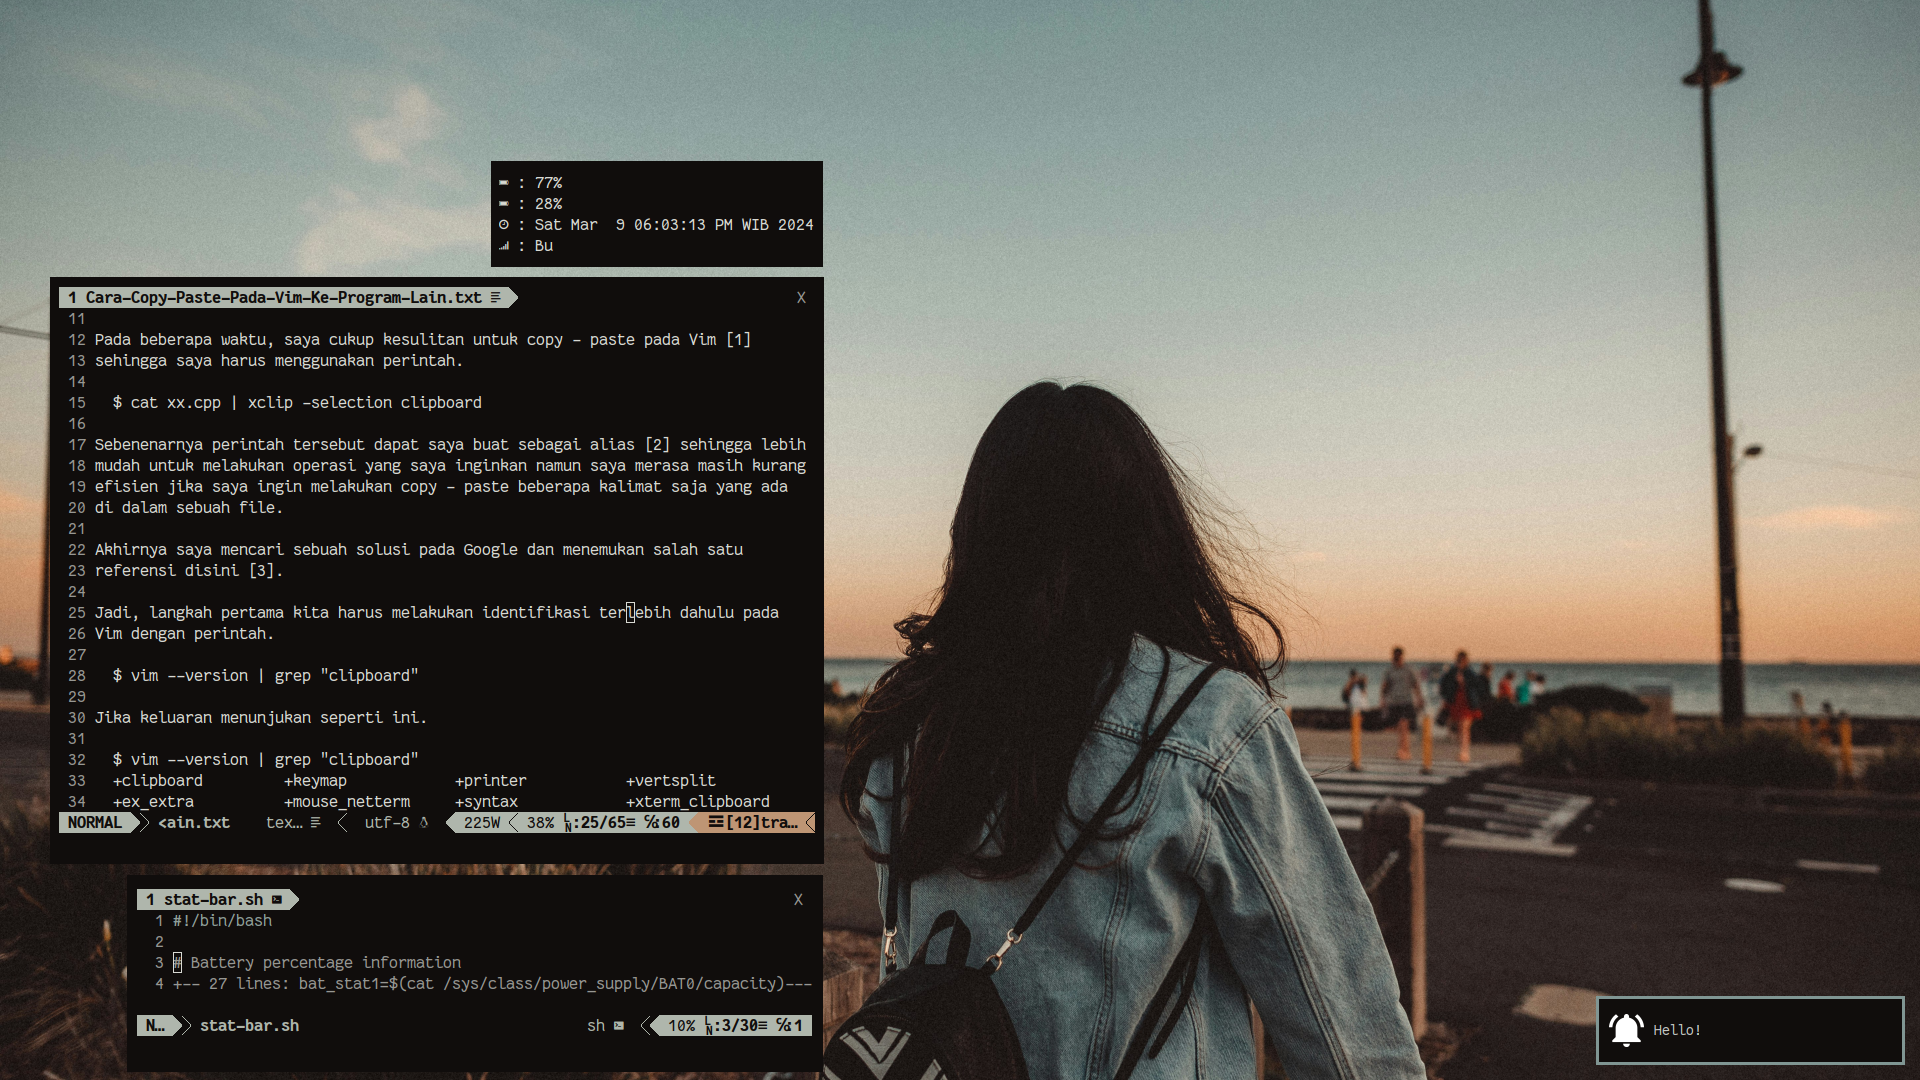 : 77%
: 28%
: Sat Mar  9 06:03:13 PM WIB 2024
: Bu
1 Cara-Copy-Paste-Pada-Vim-Ke-Program-Lain.txt X
11
12 Pada beberapa waktu, saya cukup kesulitan untuk copy - paste pada Vim [1]
13 sehingga saya harus menggunakan perintah.
14
15   $ cat xx.cpp | xclip -selection clipboard
16
17 Sebenenarnya perintah tersebut dapat saya buat sebagai alias [2] sehingga lebih
18 mudah untuk melakukan operasi yang saya inginkan namun saya merasa masih kurang
19 efisien jika saya ingin melakukan copy - paste beberapa kalimat saja yang ada
20 di dalam sebuah file.
21
22 Akhirnya saya mencari sebuah solusi pada Google dan menemukan salah satu
23 referensi disini [3].
24
25 Jadi, langkah pertama kita harus melakukan identifikasi terlebih dahulu pada
26 Vim dengan perintah.
27
28   $ vim --version | grep "clipboard"
29
30 Jika keluaran menunjukan seperti ini.
31
32   $ vim --version | grep "clipboard"
33   +clipboard         +keymap            +printer           +vertsplit
34   +ex_extra          +mouse_netterm     +syntax            +xterm_clipboard
NORMAL <ain.txt tex… utf-8 225W 38% LN:25/65≡ ℅:60 [12]tra…
1 stat-bar.sh X
1 #!/bin/bash
2
3 # Battery percentage information
4 +-- 27 lines: bat_stat1=$(cat /sys/class/power_supply/BAT0/capacity)---
N… stat-bar.sh sh 10% LN:3/30≡ ℅:1
Hello!